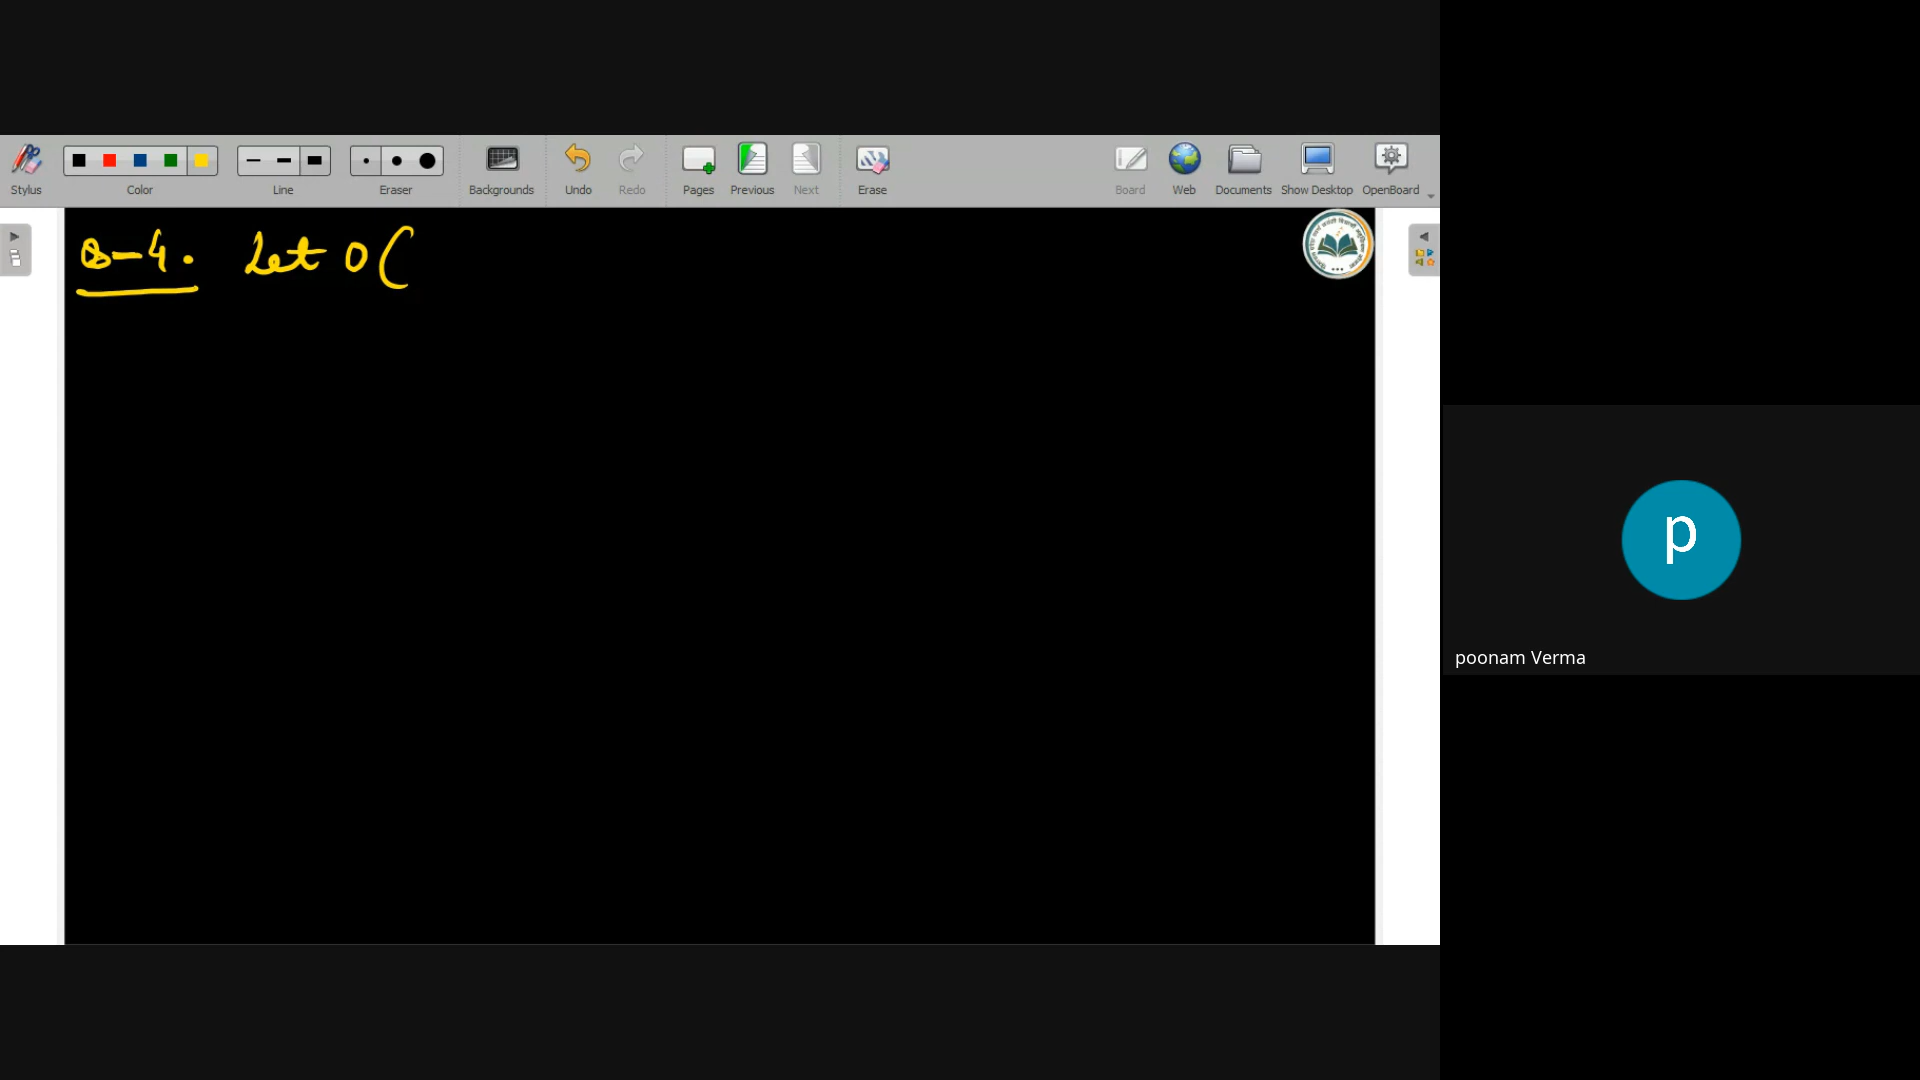 Stylus
Color
Line
Eraser
Backgrounds
Undo
Redo
Pages
Previous
Next
Erase
Board
Web
Documents
Show Desktop
OpenBoard
Q-4. Let O(
p
poonam Verma